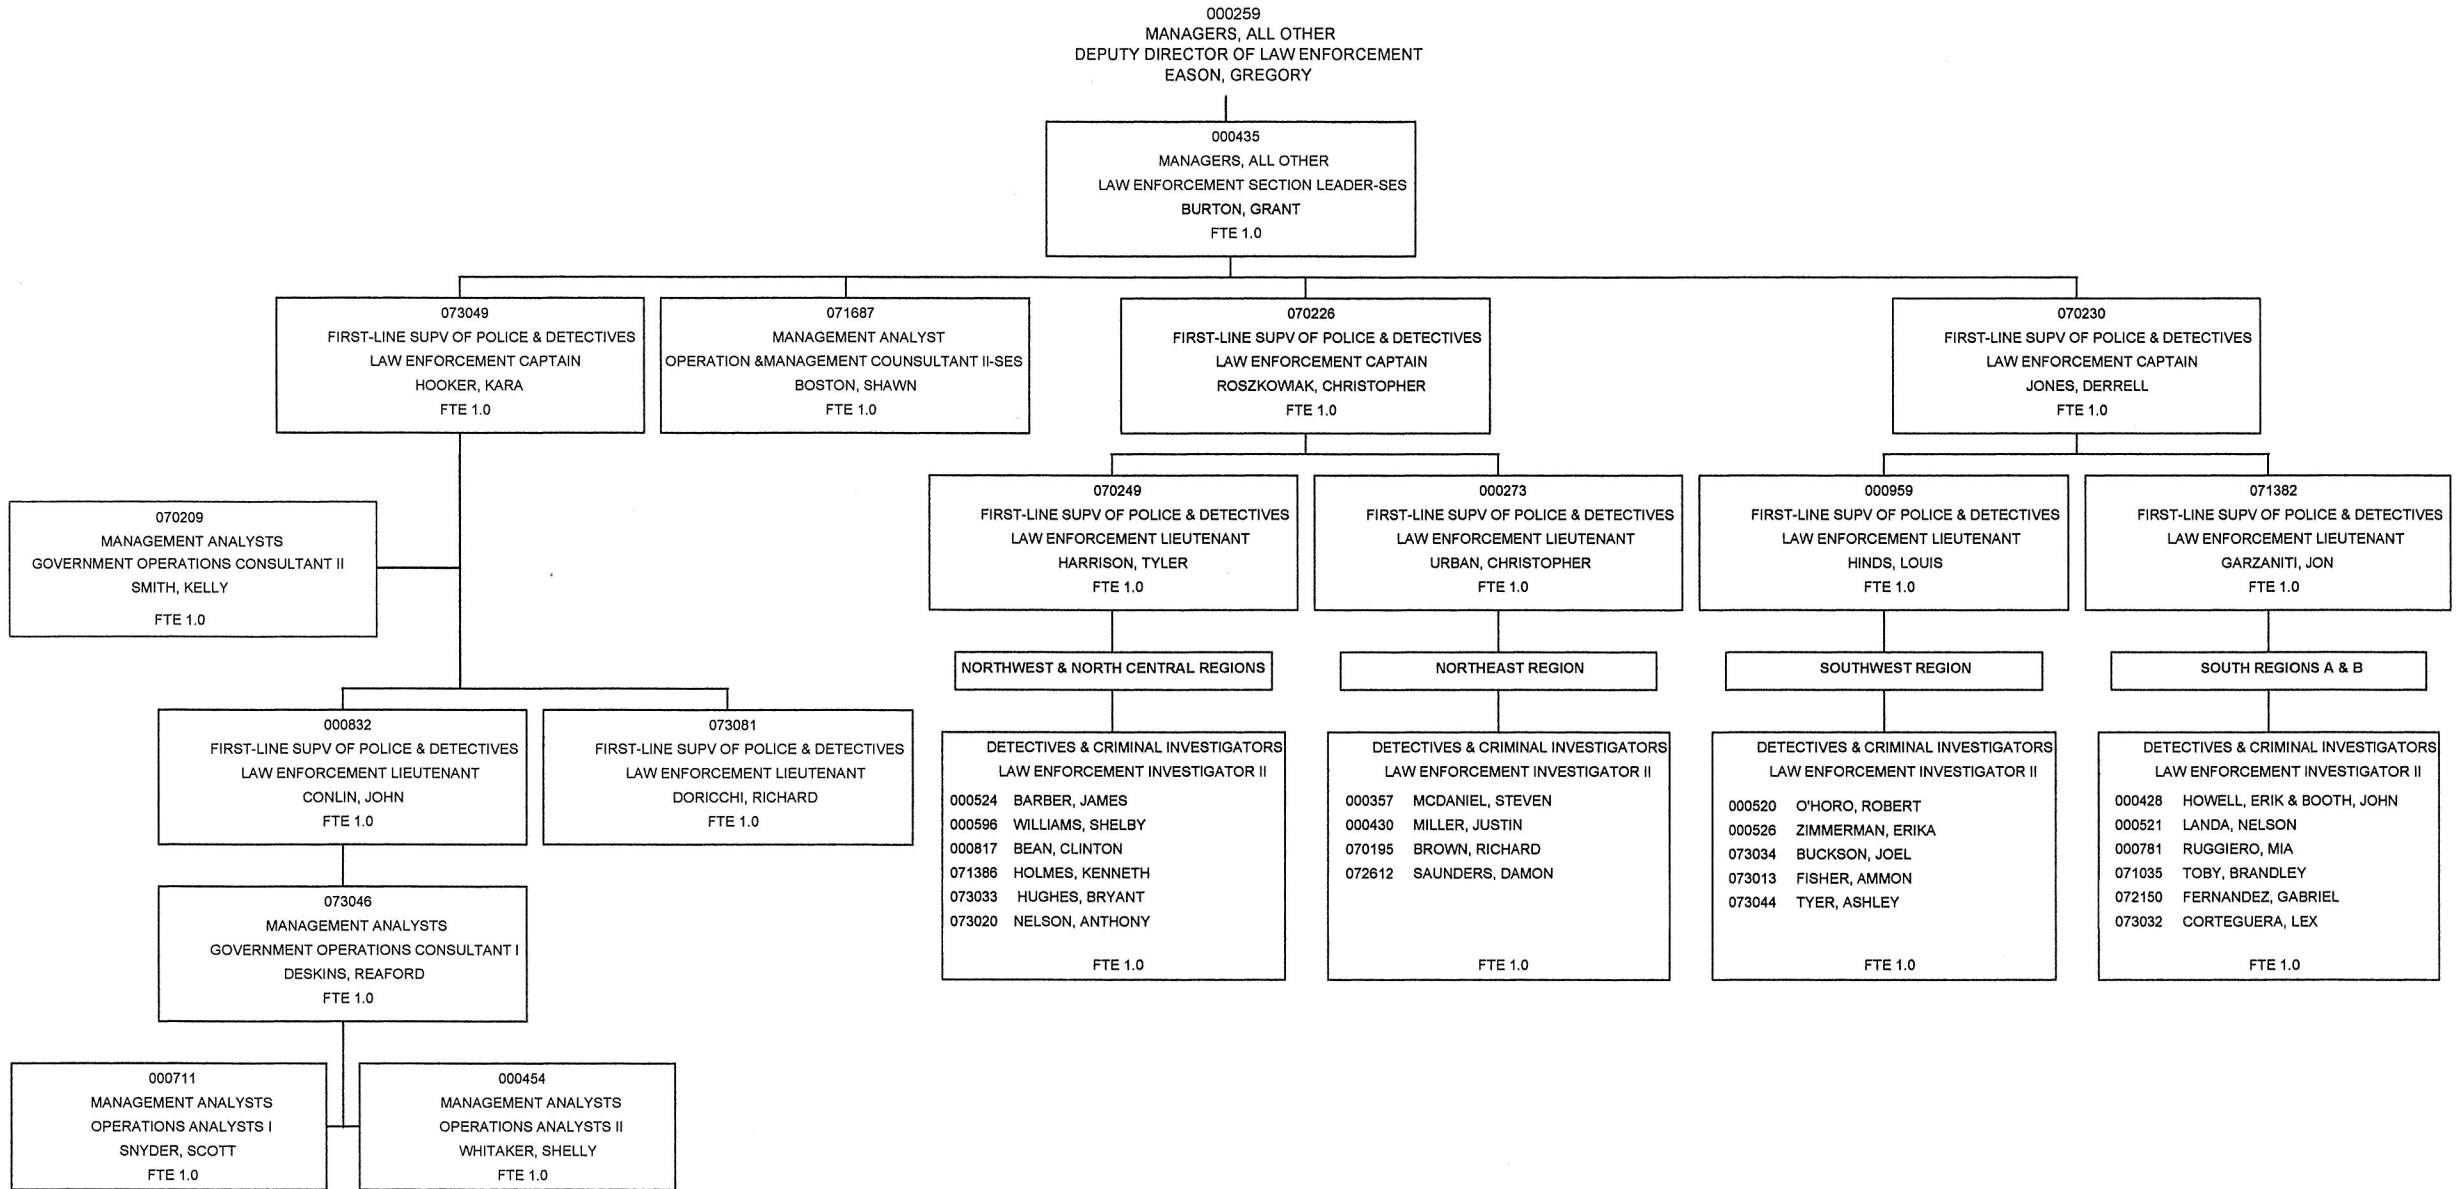 000259
MANAGERS, ALL OTHER
DEPUTY DIRECTOR OF LAW ENFORCEMENT
EASON, GREGORY
000435
MANAGERS, ALL OTHER
LAW ENFORCEMENT SECTION LEADER-SES
BURTON, GRANT
FTE 1.0
073049
FIRST-LINE SUPV OF POLICE & DETECTIVES
LAW ENFORCEMENT CAPTAIN
HOOKER, KARA
FTE 1.0
071687
MANAGEMENT ANALYST
OPERATION &MANAGEMENT COUNSULTANT II-SES
BOSTON, SHAWN
FTE 1.0
070226
FIRST-LINE SUPV OF POLICE & DETECTIVES
LAW ENFORCEMENT CAPTAIN
ROSZKOWIAK, CHRISTOPHER
FTE 1.0
070230
FIRST-LINE SUPV OF POLICE & DETECTIVES
LAW ENFORCEMENT CAPTAIN
JONES, DERRELL
FTE 1.0
070209
MANAGEMENT ANALYSTS
GOVERNMENT OPERATIONS CONSULTANT II
SMITH, KELLY
FTE 1.0
070249
FIRST-LINE SUPV OF POLICE & DETECTIVES
LAW ENFORCEMENT LIEUTENANT
HARRISON, TYLER
FTE 1.0
000273
FIRST-LINE SUPV OF POLICE & DETECTIVES
LAW ENFORCEMENT LIEUTENANT
URBAN, CHRISTOPHER
FTE 1.0
000959
FIRST-LINE SUPV OF POLICE & DETECTIVES
LAW ENFORCEMENT LIEUTENANT
HINDS, LOUIS
FTE 1.0
071382
FIRST-LINE SUPV OF POLICE & DETECTIVES
LAW ENFORCEMENT LIEUTENANT
GARZANITI, JON
FTE 1.0
NORTHWEST & NORTH CENTRAL REGIONS
NORTHEAST REGION
SOUTHWEST REGION
SOUTH REGIONS A & B
000832
FIRST-LINE SUPV OF POLICE & DETECTIVES
LAW ENFORCEMENT LIEUTENANT
CONLIN, JOHN
FTE 1.0
073081
FIRST-LINE SUPV OF POLICE & DETECTIVES
LAW ENFORCEMENT LIEUTENANT
DORICCHI, RICHARD
FTE 1.0
DETECTIVES & CRIMINAL INVESTIGATORS
LAW ENFORCEMENT INVESTIGATOR II
000524 BARBER, JAMES
000596 WILLIAMS, SHELBY
000817 BEAN, CLINTON
071386 HOLMES, KENNETH
073033 HUGHES, BRYANT
073020 NELSON, ANTHONY
FTE 1.0
DETECTIVES & CRIMINAL INVESTIGATORS
LAW ENFORCEMENT INVESTIGATOR II
000357 MCDANIEL, STEVEN
000430 MILLER, JUSTIN
070195 BROWN, RICHARD
072612 SAUNDERS, DAMON
FTE 1.0
DETECTIVES & CRIMINAL INVESTIGATORS
LAW ENFORCEMENT INVESTIGATOR II
000520 O'HORO, ROBERT
000526 ZIMMERMAN, ERIKA
073034 BUCKSON, JOEL
073013 FISHER, AMMON
073044 TYER, ASHLEY
FTE 1.0
DETECTIVES & CRIMINAL INVESTIGATORS
LAW ENFORCEMENT INVESTIGATOR II
000428 HOWELL, ERIK & BOOTH, JOHN
000521 LANDA, NELSON
000781 RUGGIERO, MIA
071035 TOBY, BRANDLEY
072150 FERNANDEZ, GABRIEL
073032 CORTEGUERA, LEX
FTE 1.0
073046
MANAGEMENT ANALYSTS
GOVERNMENT OPERATIONS CONSULTANT I
DESKINS, REAFORD
FTE 1.0
000711
MANAGEMENT ANALYSTS
OPERATIONS ANALYSTS I
SNYDER, SCOTT
FTE 1.0
000454
MANAGEMENT ANALYSTS
OPERATIONS ANALYSTS II
WHITAKER, SHELLY
FTE 1.0